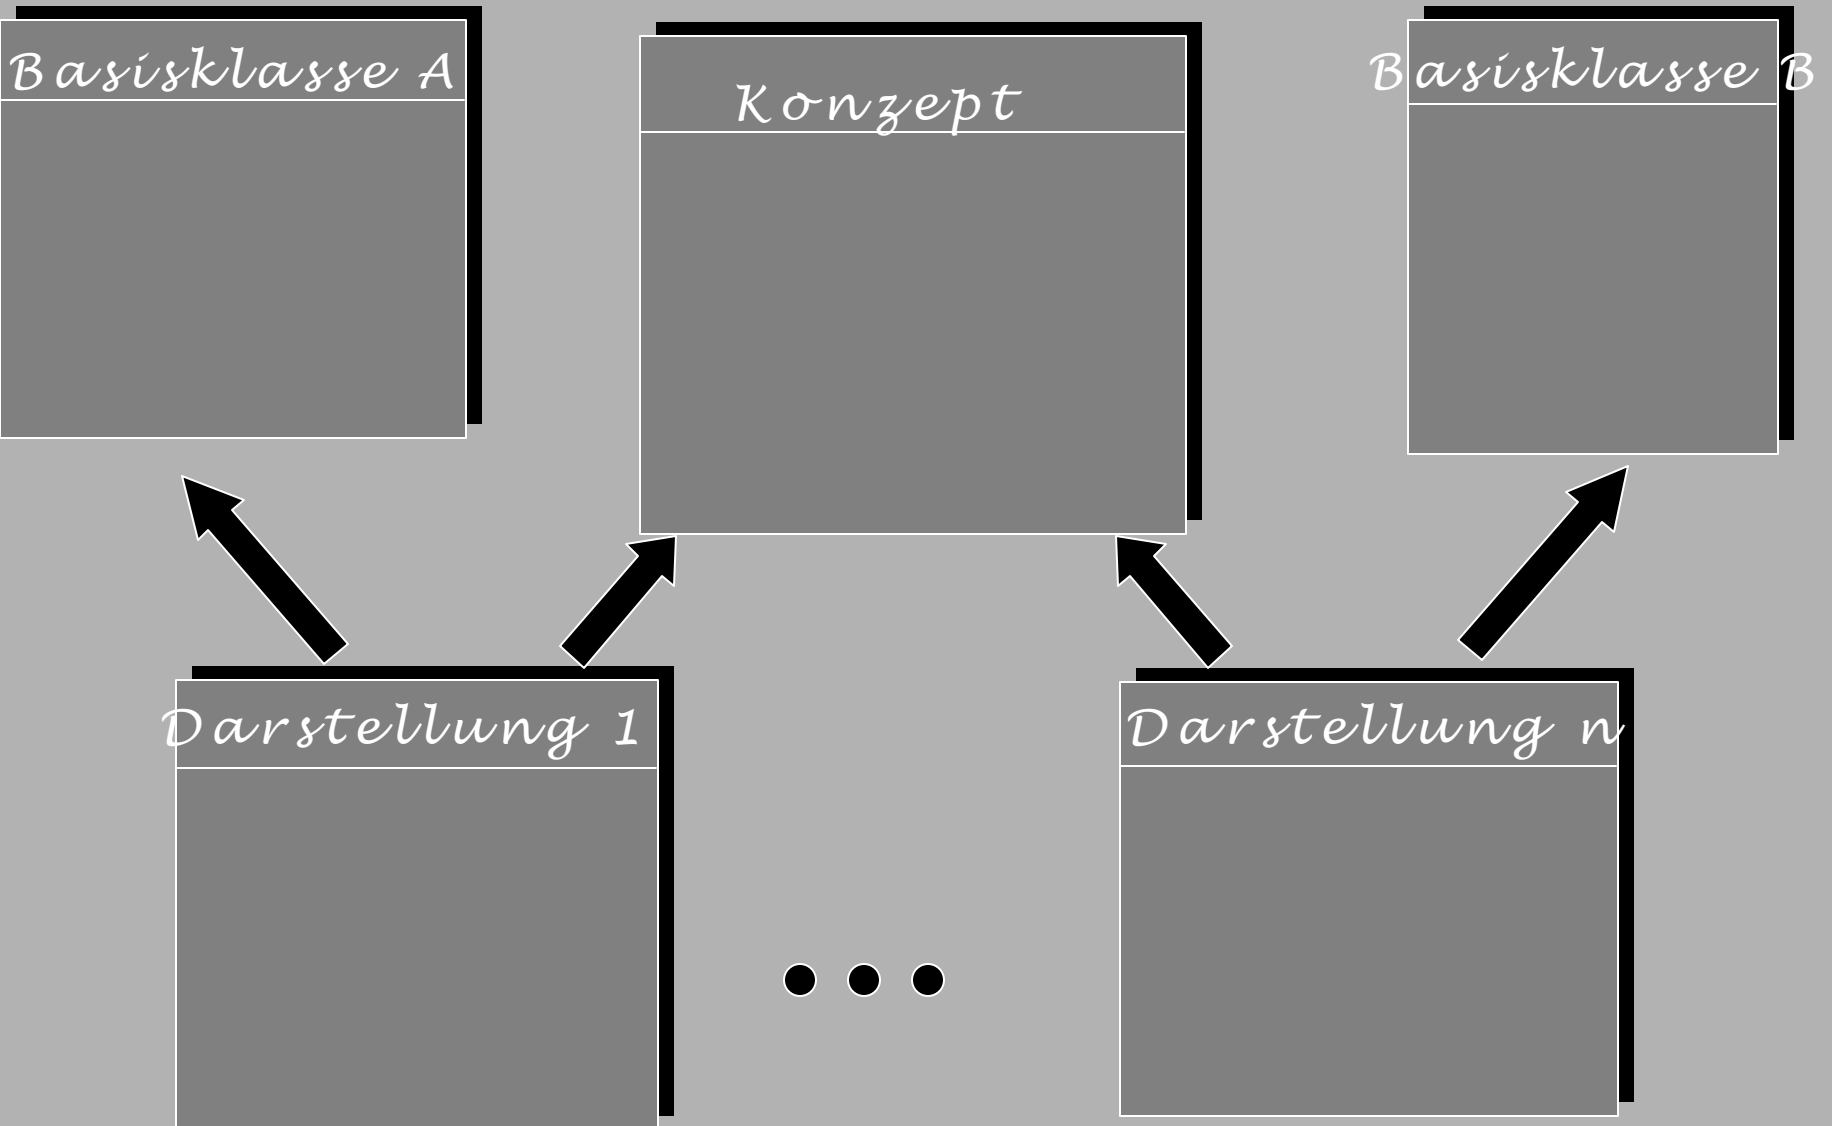 Basisklasse A
Konzept
Basisklasse B
Darstellung 1
Darstellung n